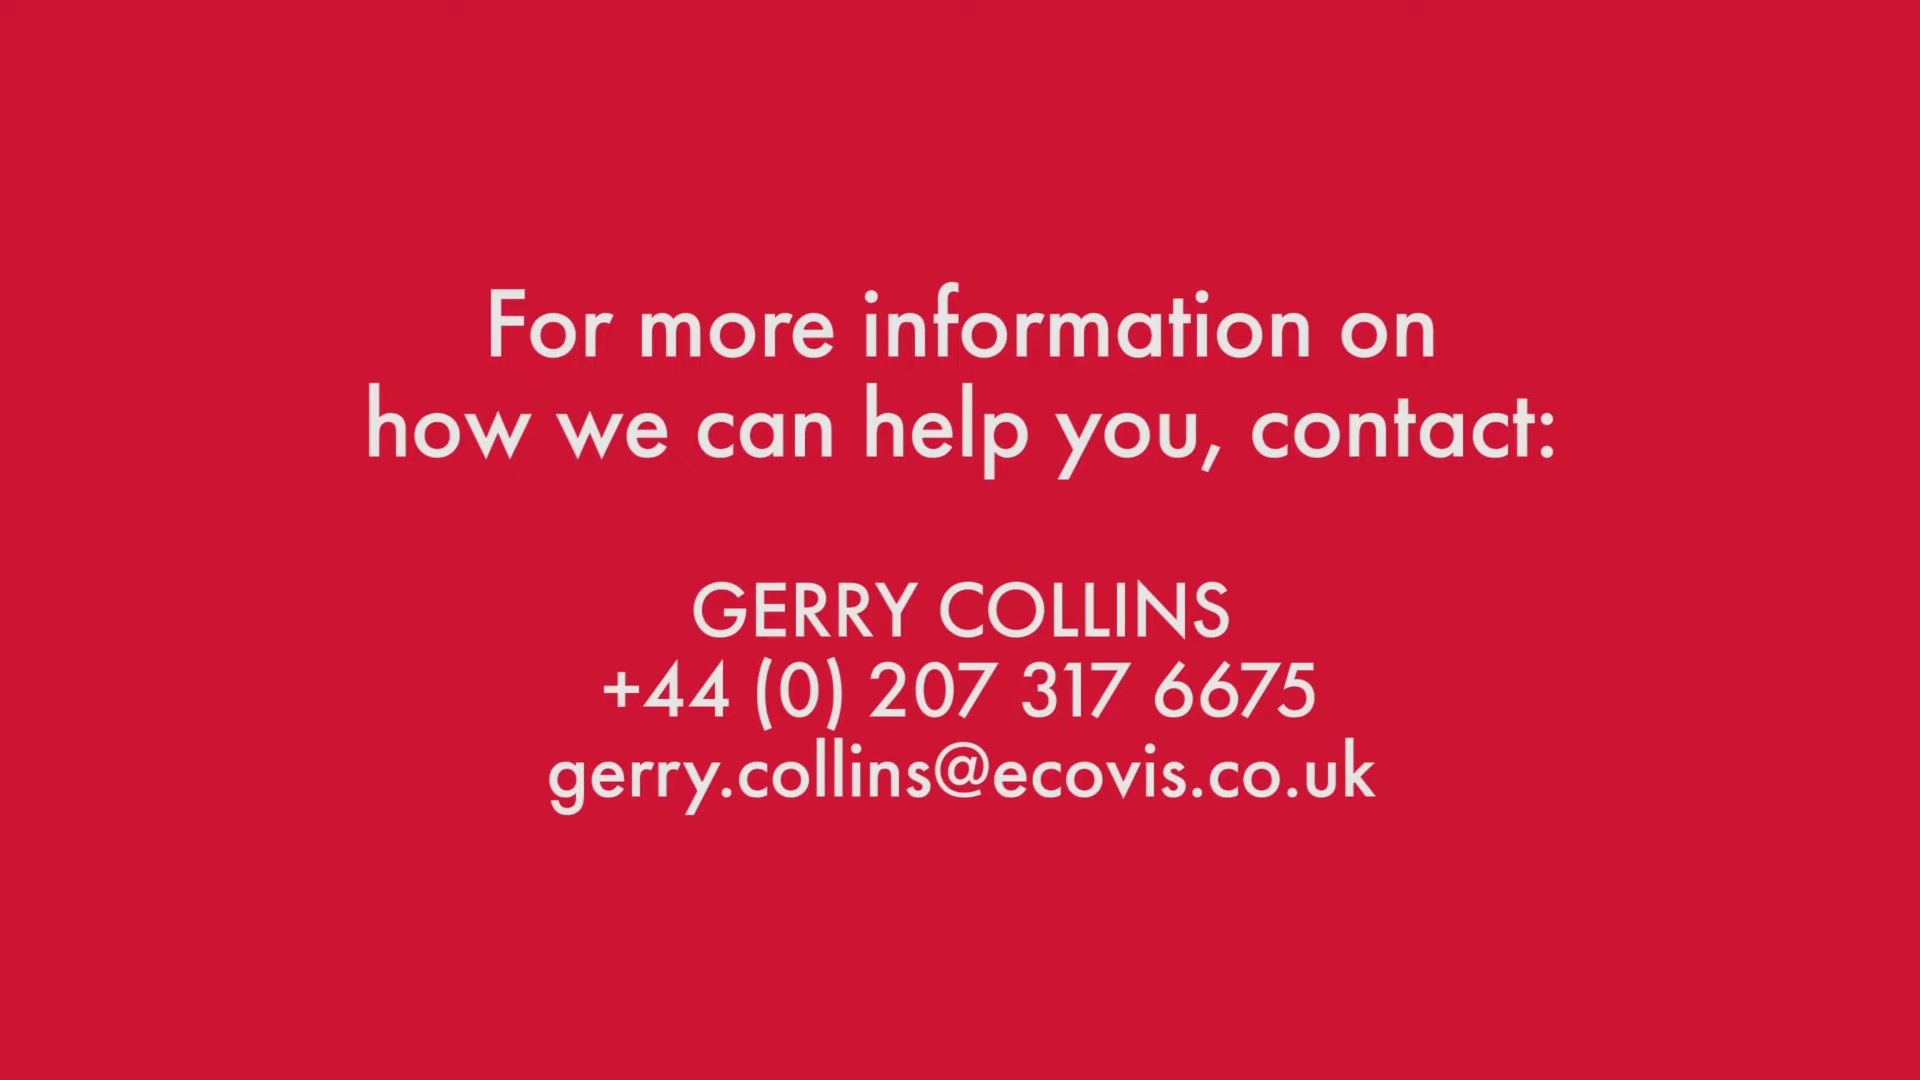 For more information on
how we can help you, contact:
GERRY COLLINS
+44 (0) 207 317 6675
gerry.collins@ecovis.co.uk